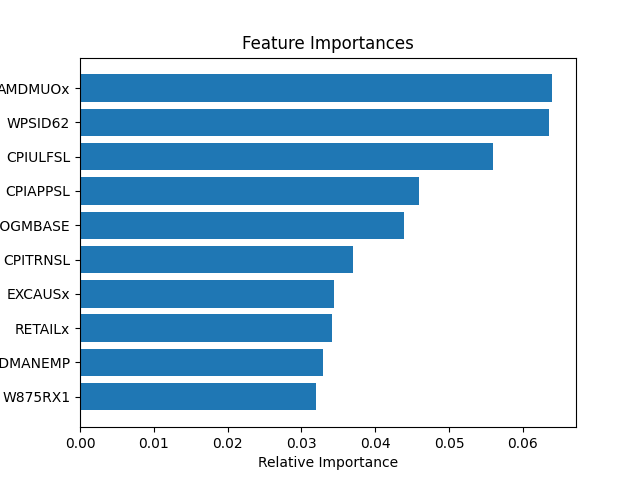 Feature Importances
AMDMUOx
WPSID62
CPIULFSL
CPIAPPSL
OGMBASE
CPITRNSL
EXCAUSx
RETAILx
DMANEMP
W875RX1
0.00 0.01 0.02 0.03 0.04 0.05 0.06
Relative Importance